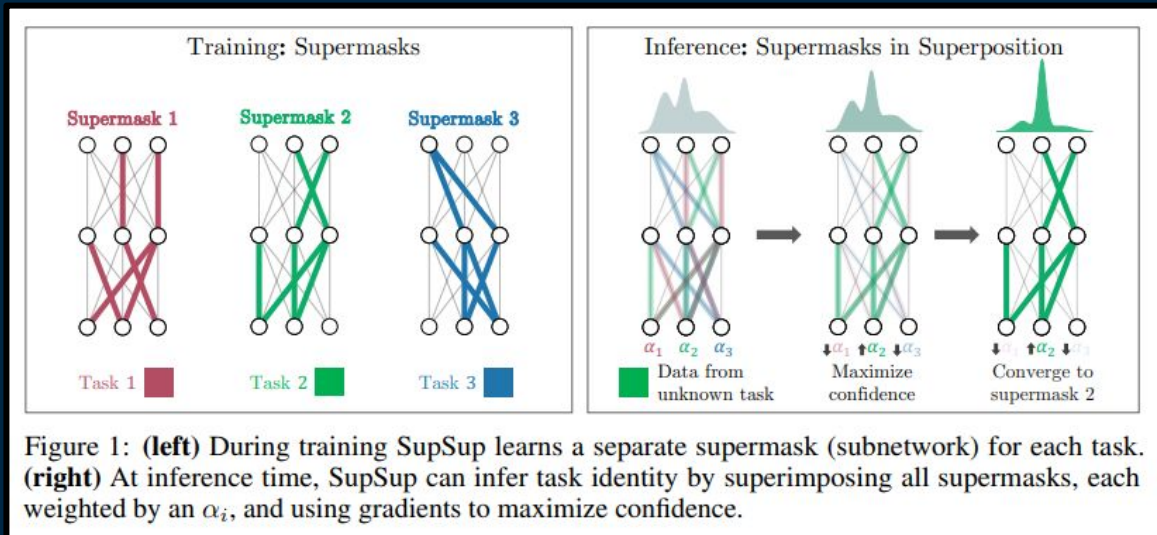 Training: Supermasks
Supermask 1
Supermask 2
Supermask 3
Task 1
Task 2
Task 3
Inference: Supermasks in Superposition
α₁ α₂ α₃
Data from
unknown task
α₁ α₂ α₃
Maximize
confidence
α₁ α₂ α₃
Converge to
supermask 2
Figure 1: (left) During training SupSup learns a separate supermask (subnetwork) for each task.
(right) At inference time, SupSup can infer task identity by superimposing all supermasks, each
weighted by an αᵢ, and using gradients to maximize confidence.